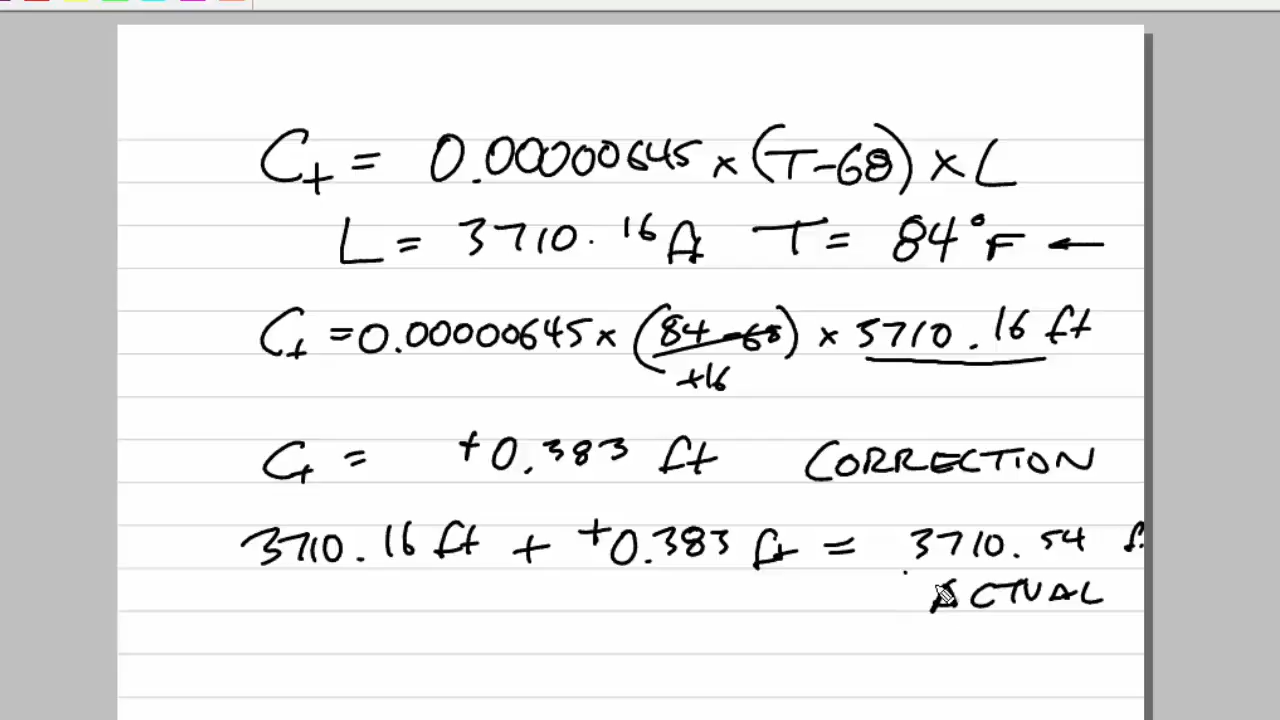 Ct = 0.00000645 × (T-68) × L
L = 3710.16 ft T = 84°F ←
Ct = 0.00000645 × (84-68) × 3710.16 ft
+16
Ct = +0.383 ft CORRECTION
3710.16 ft + +0.383 ft = 3710.54 f
ACTUAL